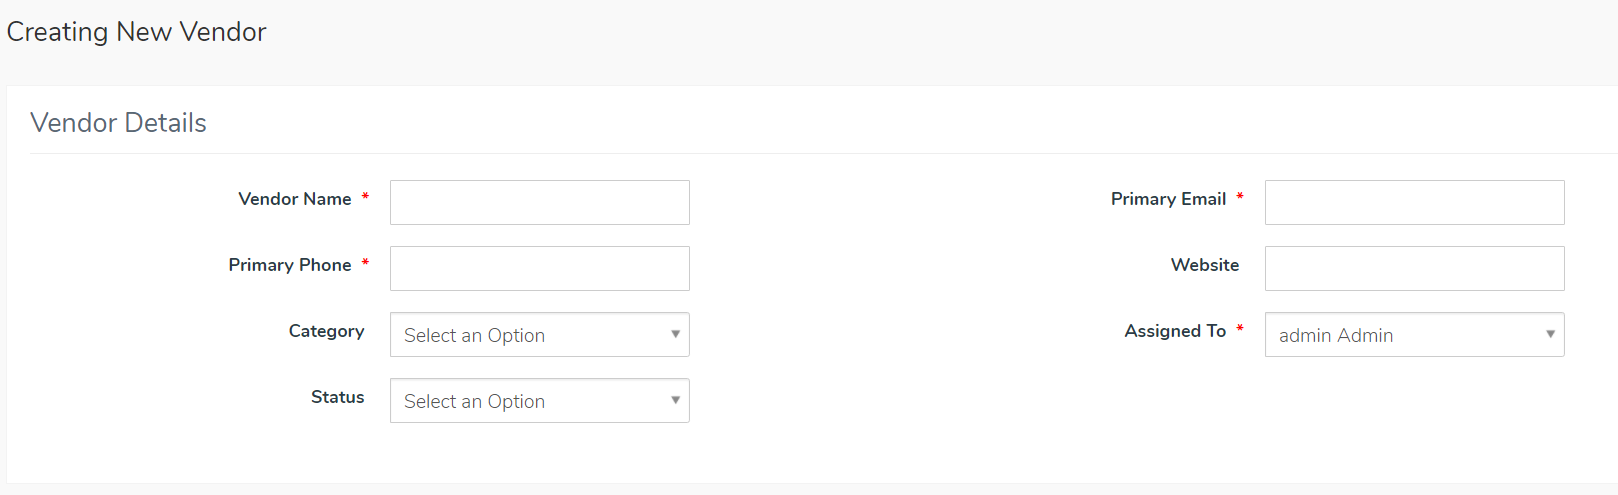 Creating New Vendor
Vendor Details
Vendor Name *
Primary Email *
Primary Phone *
Website
Category Select an Option
Assigned To * admin Admin
Status Select an Option